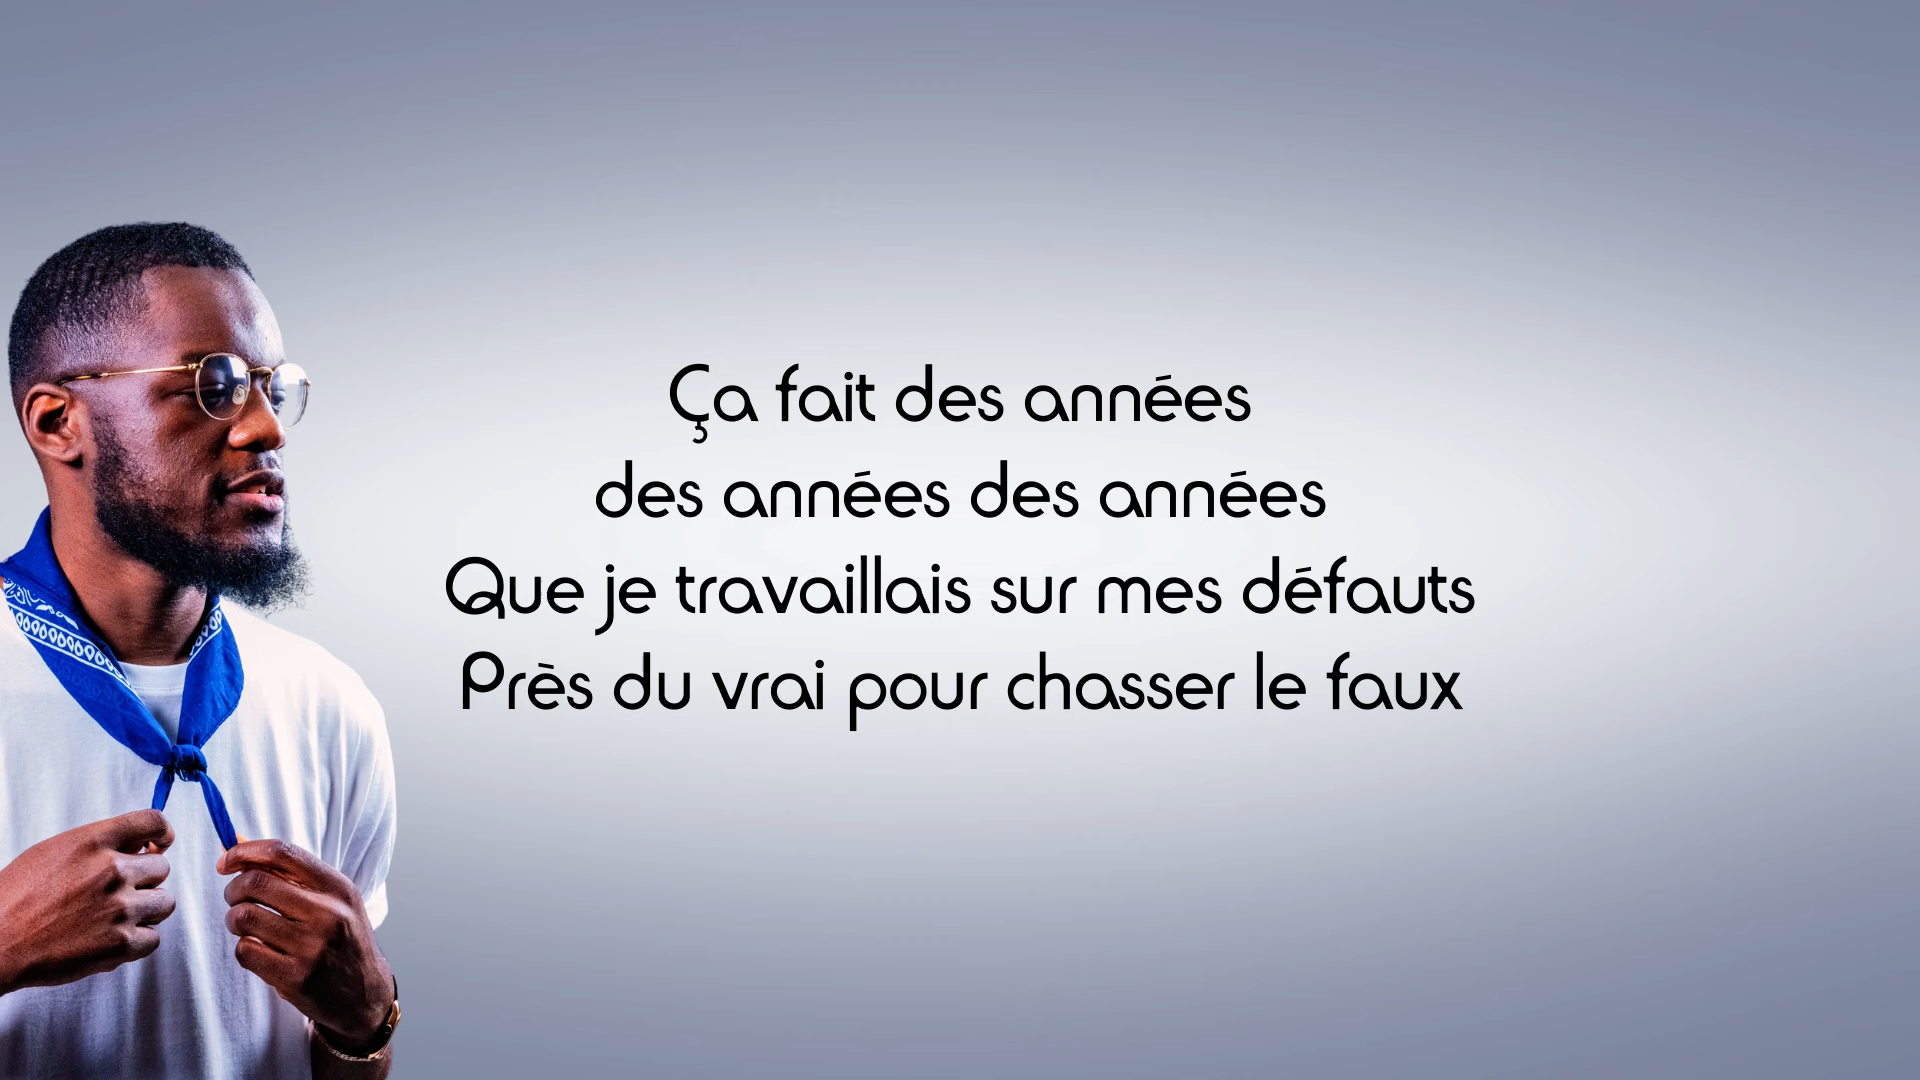 Ça fait des années
des années des années
Que je travaillais sur mes défauts
Près du vrai pour chasser le faux